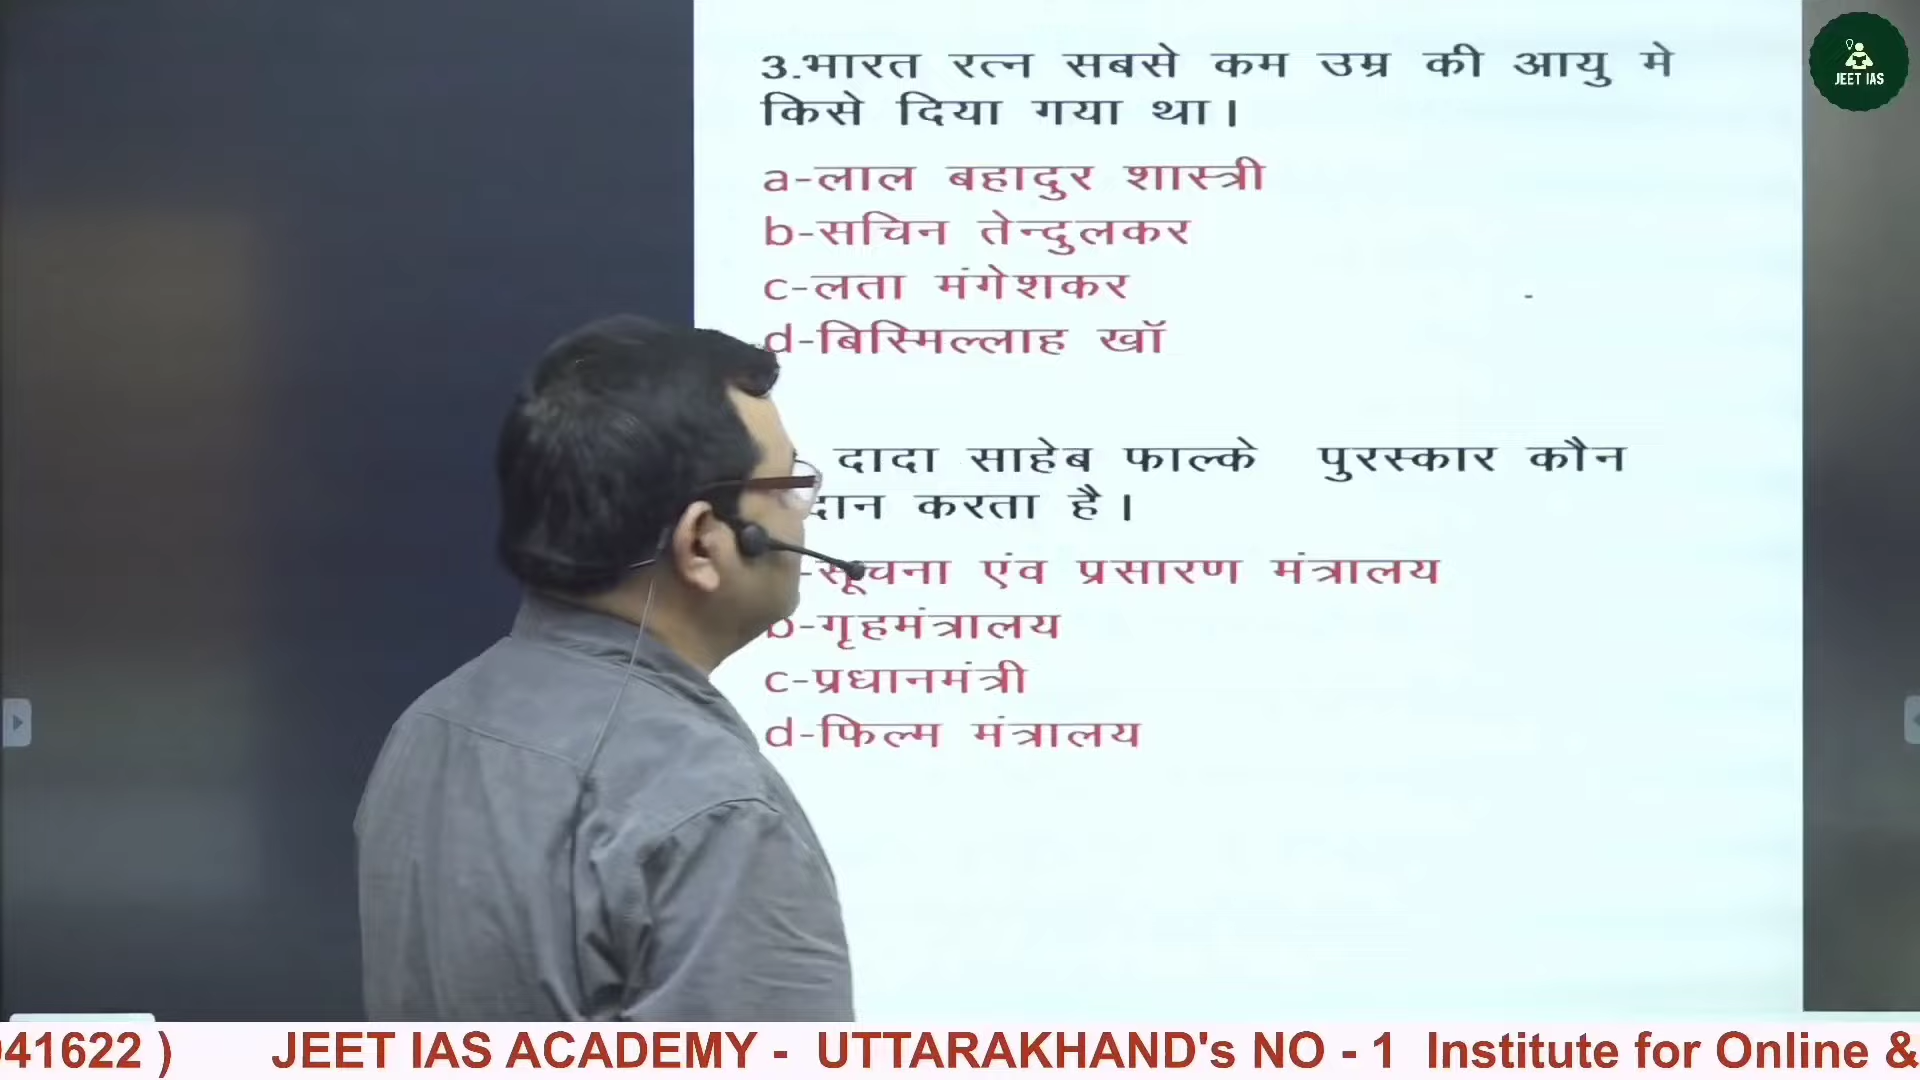 3.भारत रत्न सबसे कम उम्र की आयु मे
किसे दिया गया था।
a-लाल बहादुर शास्त्री
b-सचिन तेन्दुलकर
c-लता मंगेशकर
d-बिस्मिल्लाह खॉ
दादा साहेब फाल्के पुरस्कार कौन
करता है।
-सूचना एंव प्रसारण मंत्रालय
b-गृहमंत्रालय
c-प्रधानमंत्री
d-फिल्म मंत्रालय
JEET IAS
041622 ) JEET IAS ACADEMY - UTTARAKHAND's NO - 1 Institute for Online &